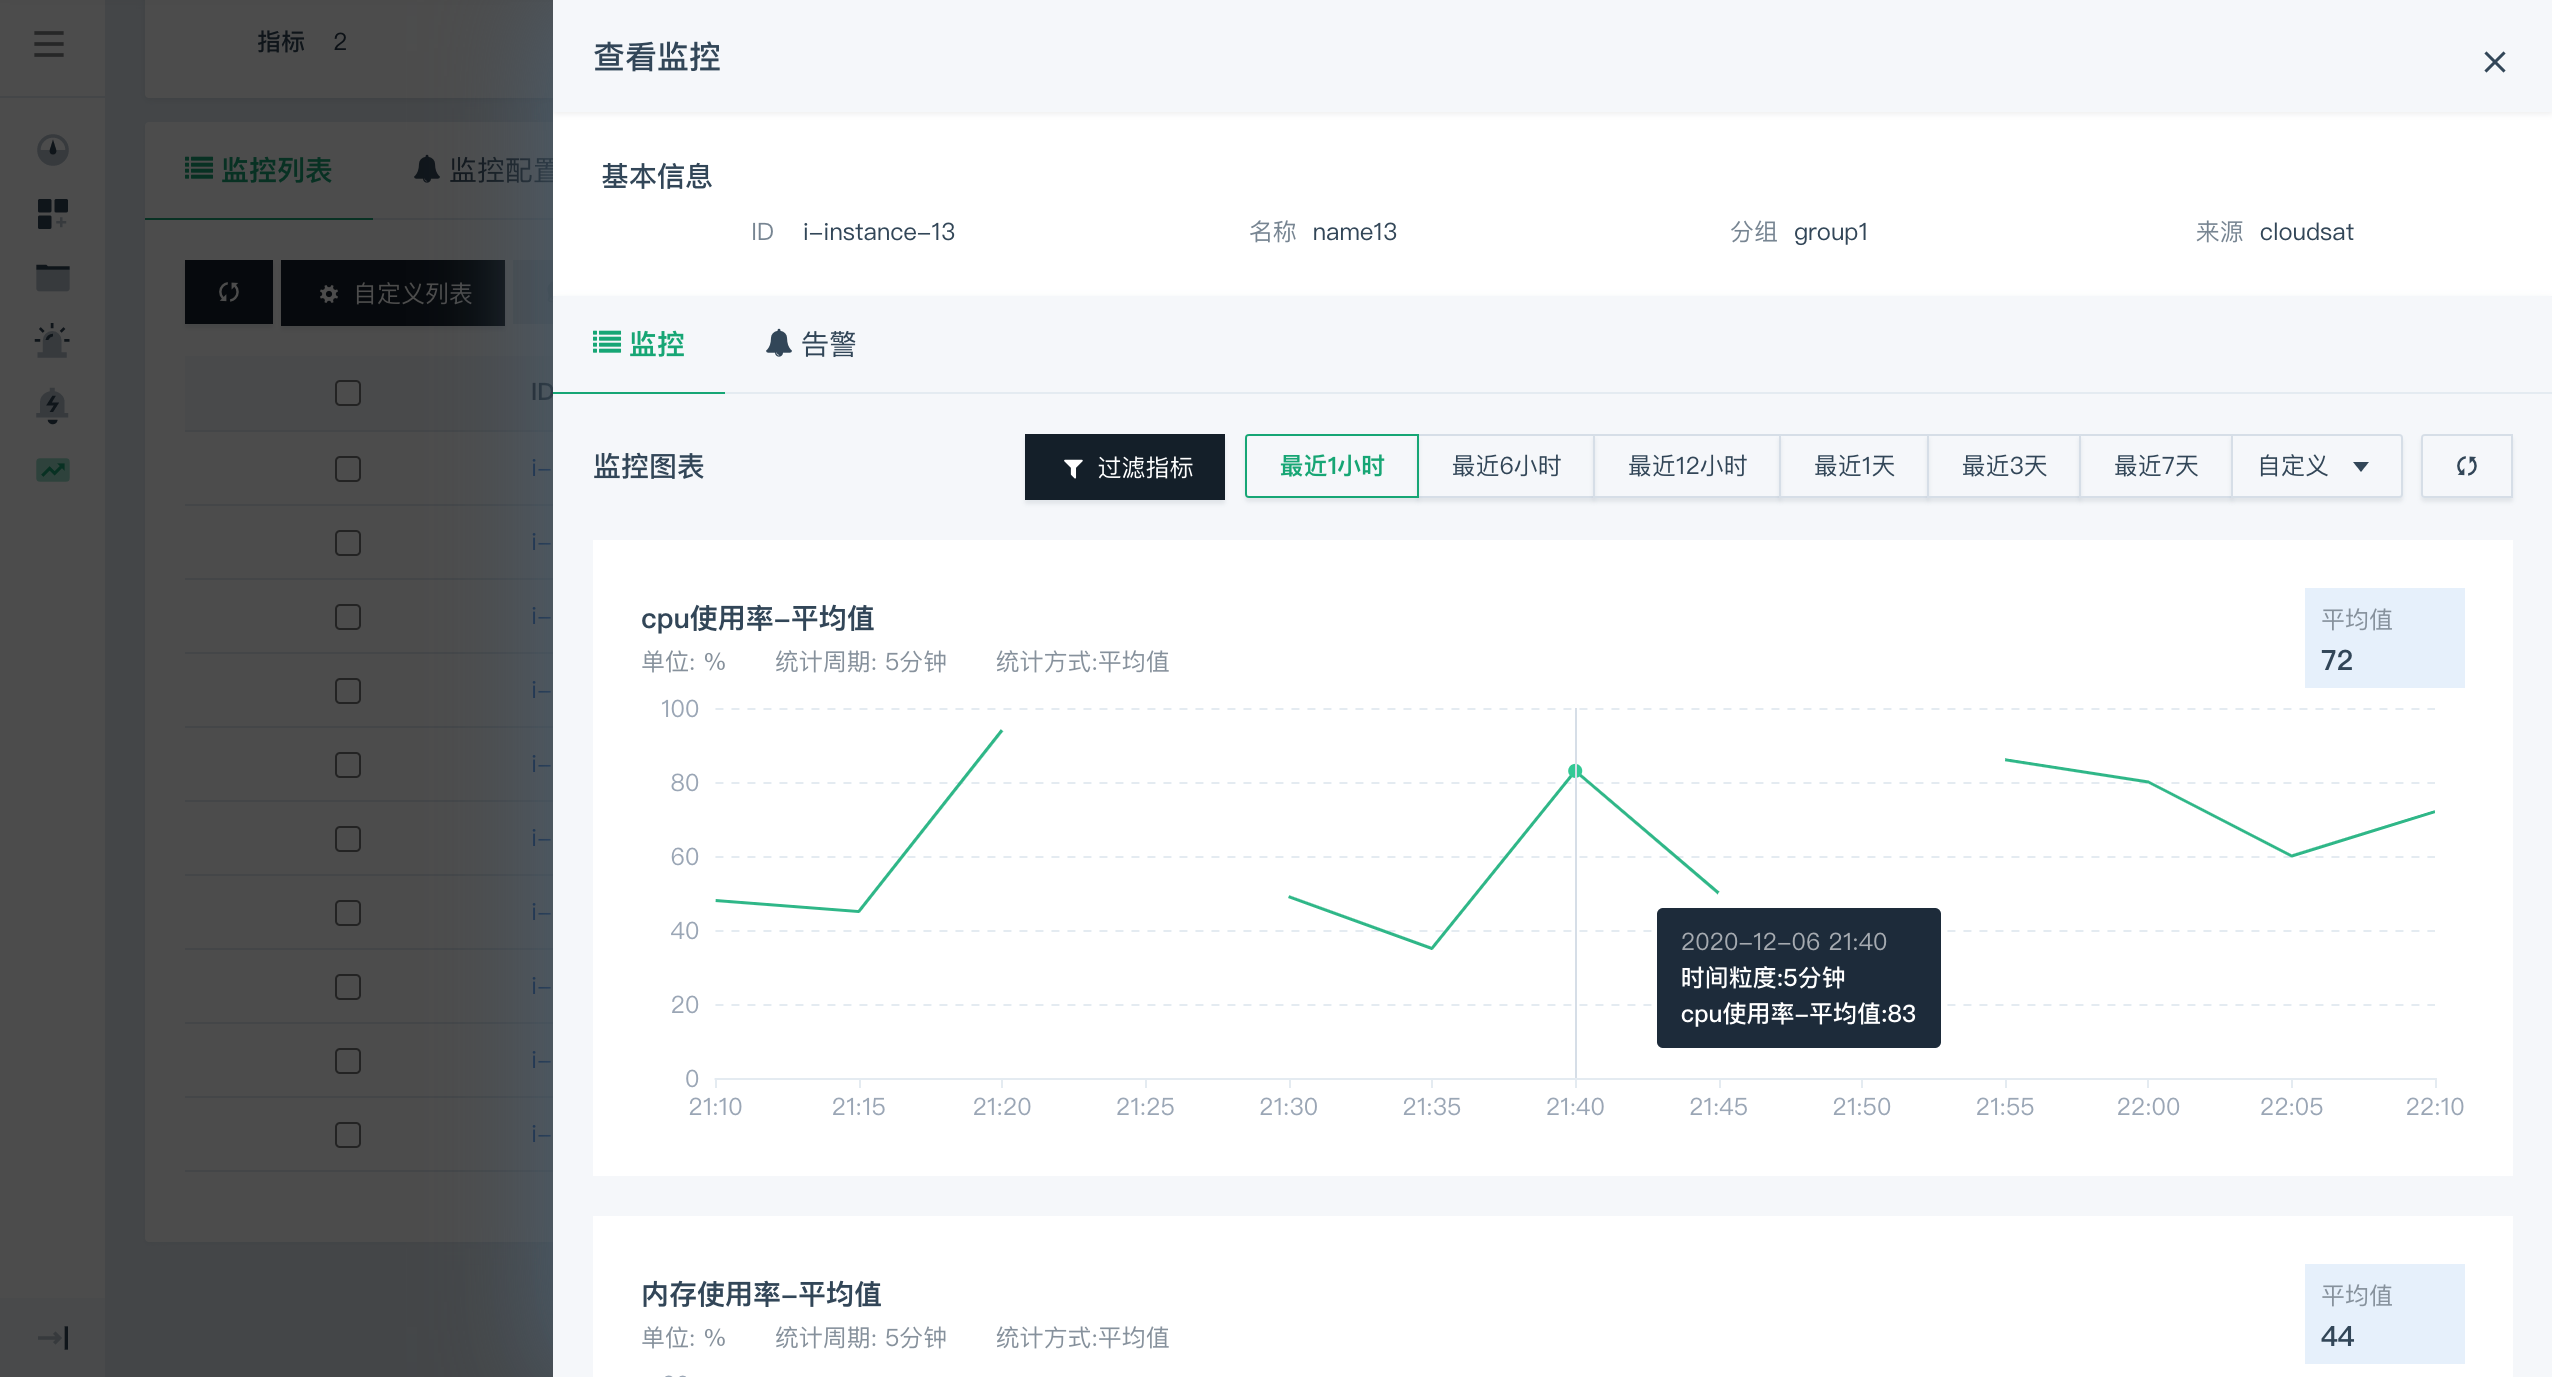 指标 2
监控列表 监控配置
自定义列表
ID
i-
i-
i-
i-
i-
i-
i-
i-
i-
i-
查看监控
基本信息
ID i-instance-13 名称 name13 分组 group1 来源 cloudsat
监控 告警
监控图表 过滤指标 最近1小时 最近6小时 最近12小时 最近1天 最近3天 最近7天 自定义
cpu使用率-平均值
单位: % 统计周期: 5分钟 统计方式:平均值
平均值
72
100
80
60
40
20
0
21:10 21:15 21:20 21:25 21:30 21:35 21:40 21:45 21:50 21:55 22:00 22:05 22:10
2020-12-06 21:40
时间粒度:5分钟
cpu使用率-平均值:83
内存使用率-平均值
单位: % 统计周期: 5分钟 统计方式:平均值
平均值
44